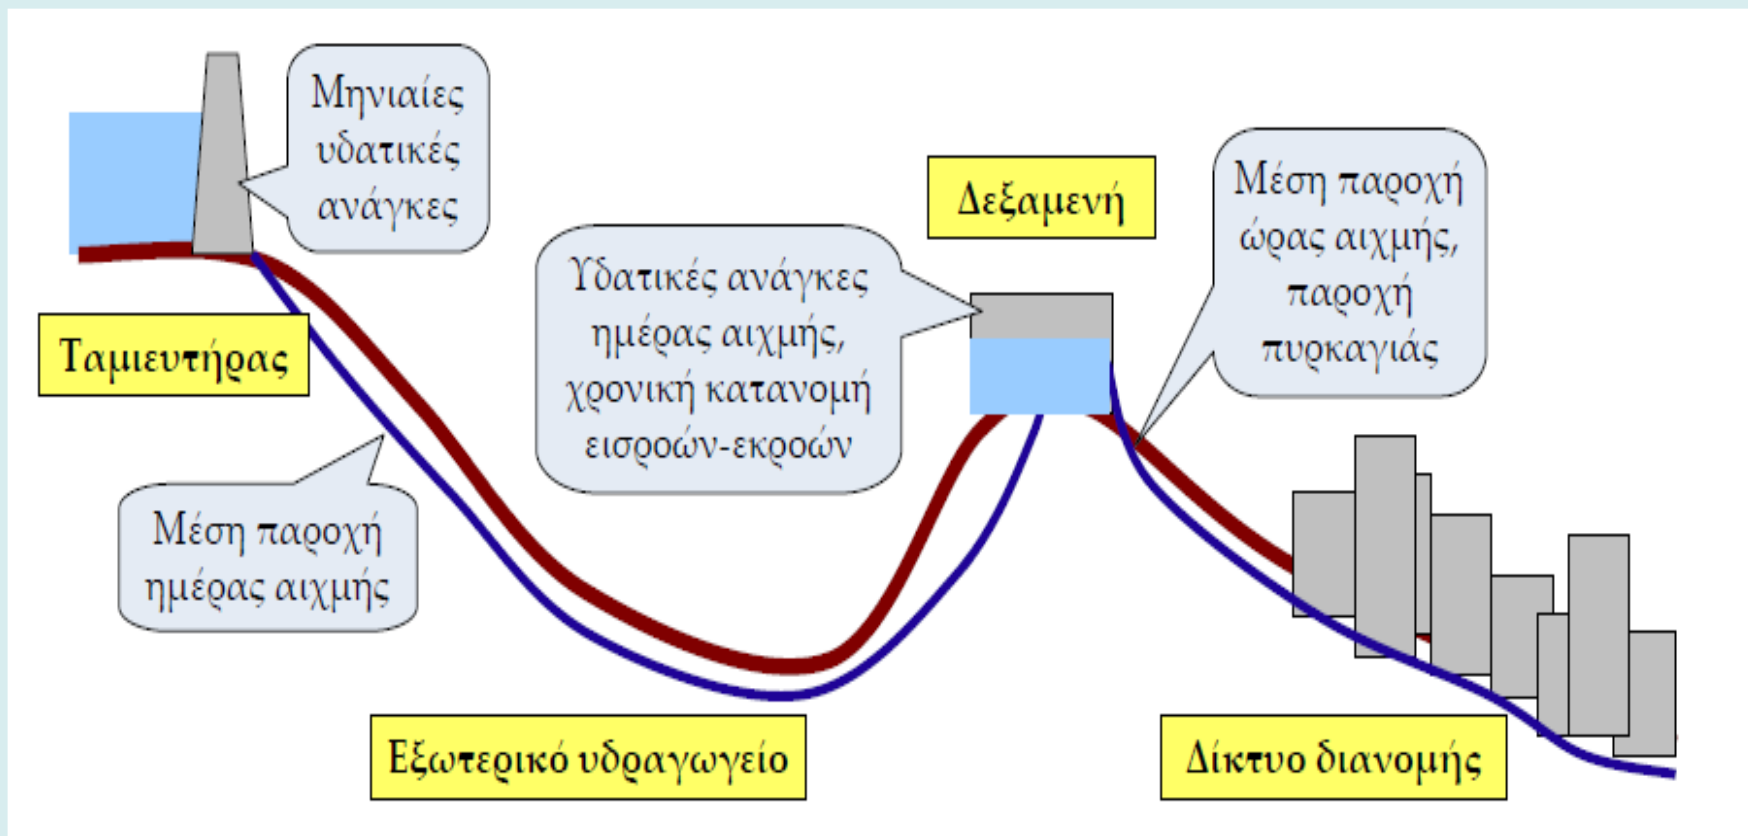 Μηνιαίες
υδατικές
ανάγκες
Ταμιευτήρας
Μέση παροχή
ημέρας αιχμής
Εξωτερικό υδραγωγείο
Υδατικές ανάγκες
ημέρας αιχμής,
χρονική κατανομή
εισροών-εκροών
Δεξαμενή
Μέση παροχή
ώρας αιχμής,
παροχή
πυρκαγιάς
Δίκτυο διανομής